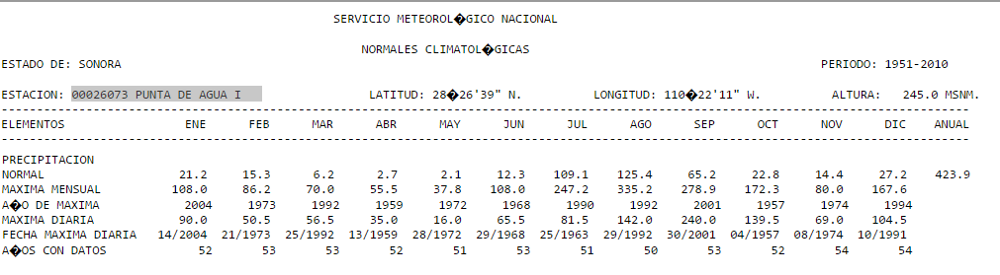 SERVICIO METEOROL�GICO NACIONAL
NORMALES CLIMATOL�GICAS
ESTADO DE: SONORA PERIODO: 1951-2010
ESTACION: 00026073 PUNTA DE AGUA I LATITUD: 28�26'39" N. LONGITUD: 110�22'11" W. ALTURA: 245.0 MSNM.
ELEMENTOS ENE FEB MAR ABR MAY JUN JUL AGO SEP OCT NOV DIC ANUAL
PRECIPITACION
NORMAL 21.2 15.3 6.2 2.7 2.1 12.3 109.1 125.4 65.2 22.8 14.4 27.2 423.9
MAXIMA MENSUAL 108.0 86.2 70.0 55.5 37.8 108.0 247.2 335.2 278.9 172.3 80.0 167.6
A�O DE MAXIMA 2004 1973 1992 1959 1972 1968 1990 1992 2001 1957 1974 1994
MAXIMA DIARIA 90.0 50.5 56.5 35.0 16.0 65.5 81.5 142.0 240.0 139.5 69.0 104.5
FECHA MAXIMA DIARIA 14/2004 21/1973 25/1992 13/1959 28/1972 29/1968 25/1963 29/1992 30/2001 04/1957 08/1974 10/1991
A�OS CON DATOS 52 53 53 52 51 53 51 50 53 52 54 54